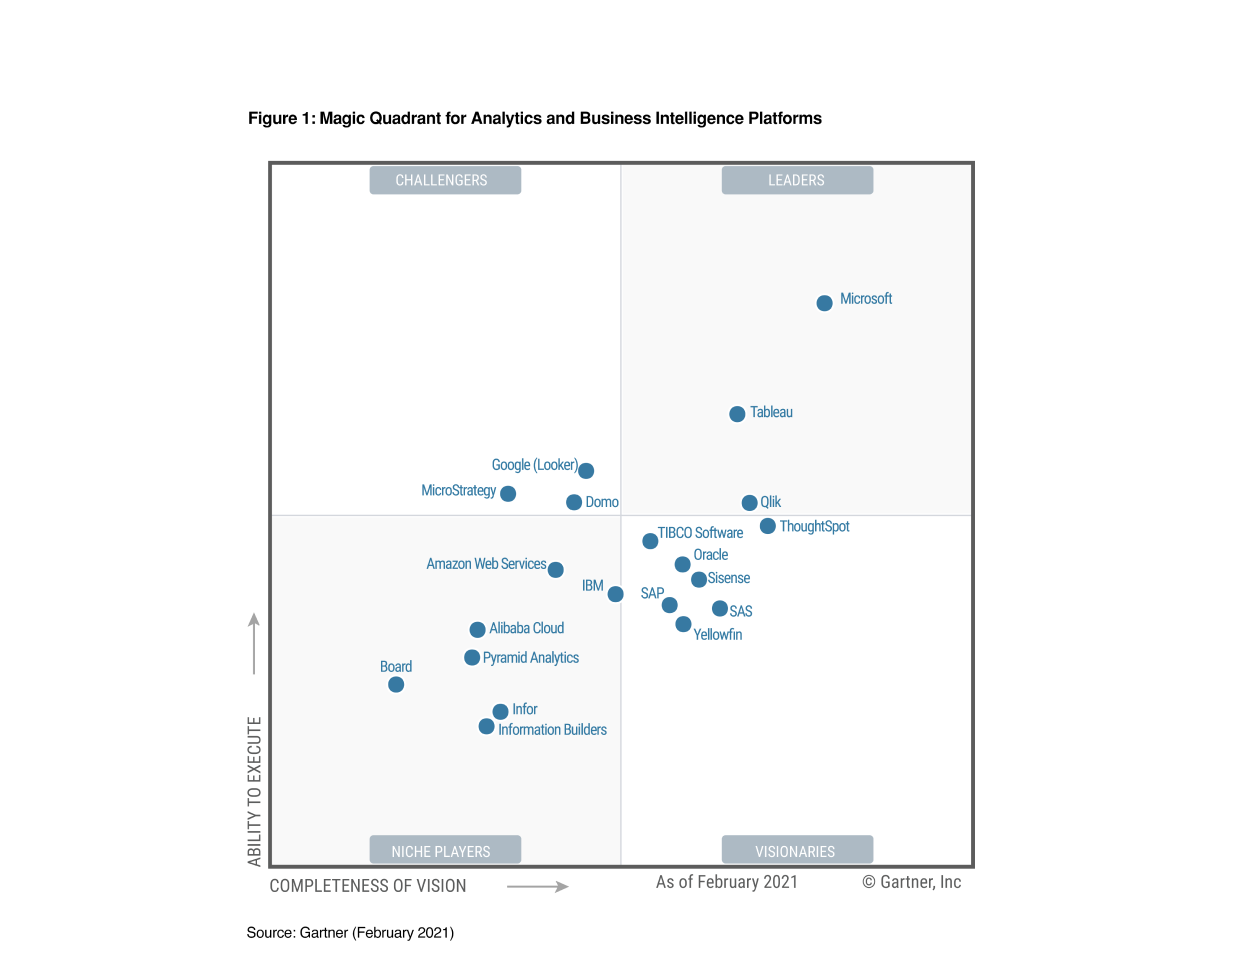 Figure 1: Magic Quadrant for Analytics and Business Intelligence Platforms
CHALLENGERS
LEADERS
Microsoft
Tableau
Google (Looker)
MicroStrategy
Domo
Qlik
ThoughtSpot
TIBCO Software
Oracle
Amazon Web Services
Sisense
IBM
SAP
SAS
Alibaba Cloud
Yellowfin
Pyramid Analytics
Board
Infor
Information Builders
ABILITY TO EXECUTE
NICHE PLAYERS
VISIONARIES
COMPLETENESS OF VISION
As of February 2021
© Gartner, Inc
Source: Gartner (February 2021)